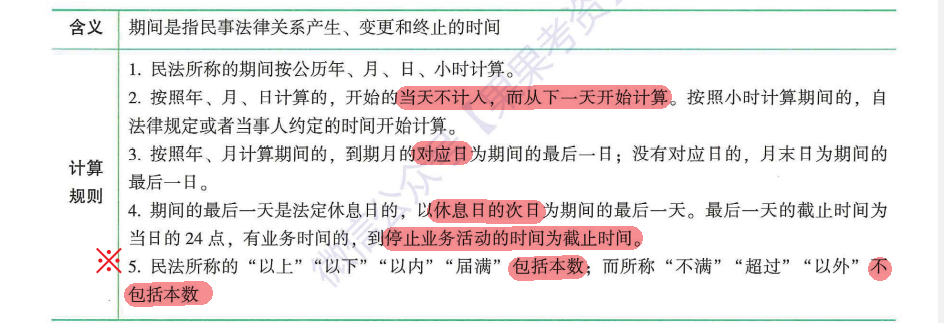 含义 期间是指民事法律关系产生、变更和终止的时间
1. 民法所称的期间按公历年、月、日、小时计算。
2. 按照年、月、日计算的，开始的当天不计人，而从下一天开始计算。按照小时计算期间的，自
法律规定或者当事人约定的时间开始计算。
3. 按照年、月计算期间的，到期月的对应日为期间的最后一日；没有对应日的，月末日为期间的
最后一日。
计算
规则
4. 期间的最后一天是法定休息日的，以休息日的次日为期间的最后一天。最后一天的截止时间为
当日的 24 点，有业务时间的，到停止业务活动的时间为截止时间。
※ 5. 民法所称的“以上”“以下”“以内”“届满”包括本数；而所称“不满”“超过”“以外”不
包括本数